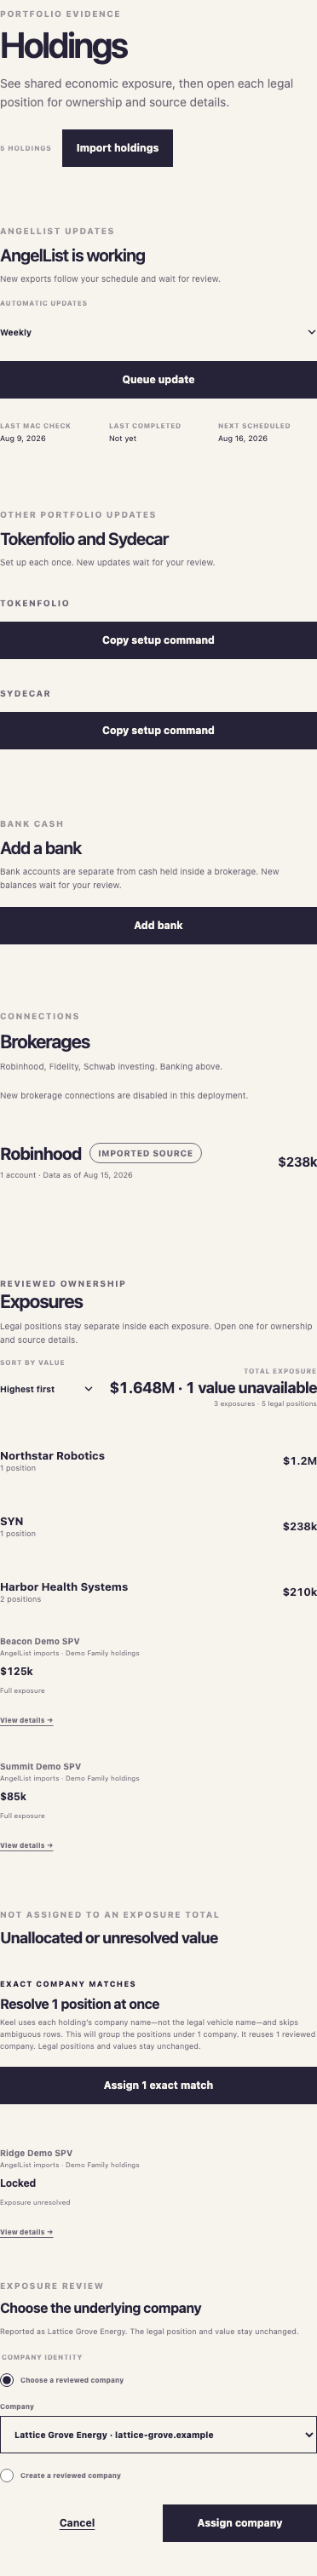 PORTFOLIO EVIDENCE
Holdings
See shared economic exposure, then open each legal
position for ownership and source details.
5 HOLDINGS
Import holdings
ANGELLIST UPDATES
AngelList is working
New exports follow your schedule and wait for review.
AUTOMATIC UPDATES
Weekly
Queue update
LAST MAC CHECK
Aug 9, 2026
LAST COMPLETED
Not yet
NEXT SCHEDULED
Aug 16, 2026
OTHER PORTFOLIO UPDATES
Tokenfolio and Sydecar
Set up each once. New updates wait for your review.
TOKENFOLIO
Copy setup command
SYDECAR
Copy setup command
BANK CASH
Add a bank
Bank accounts are separate from cash held inside a brokerage. New
balances wait for your review.
Add bank
CONNECTIONS
Brokerages
Robinhood, Fidelity, Schwab investing. Banking above.
New brokerage connections are disabled in this deployment.
Robinhood
IMPORTED SOURCE
$238k
1 account · Data as of Aug 15, 2026
REVIEWED OWNERSHIP
Exposures
Legal positions stay separate inside each exposure. Open one for ownership
and source details.
SORT BY VALUE
Highest first
TOTAL EXPOSURE
$1.648M · 1 value unavailable
3 exposures · 5 legal positions
Northstar Robotics
1 position
$1.2M
SYN
1 position
$238k
Harbor Health Systems
2 positions
$210k
Beacon Demo SPV
AngelList imports · Demo Family holdings
$125k
Full exposure
View details →
Summit Demo SPV
AngelList imports · Demo Family holdings
$85k
Full exposure
View details →
NOT ASSIGNED TO AN EXPOSURE TOTAL
Unallocated or unresolved value
EXACT COMPANY MATCHES
Resolve 1 position at once
Keel uses each holding's company name—not the legal vehicle name—and skips
ambiguous rows. This will group the positions under 1 company. It reuses 1 reviewed
company. Legal positions and values stay unchanged.
Assign 1 exact match
Ridge Demo SPV
AngelList imports · Demo Family holdings
Locked
Exposure unresolved
View details →
EXPOSURE REVIEW
Choose the underlying company
Reported as Lattice Grove Energy. The legal position and value stay unchanged.
COMPANY IDENTITY
Choose a reviewed company
Company
Lattice Grove Energy · lattice-grove.example
Create a reviewed company
Cancel
Assign company